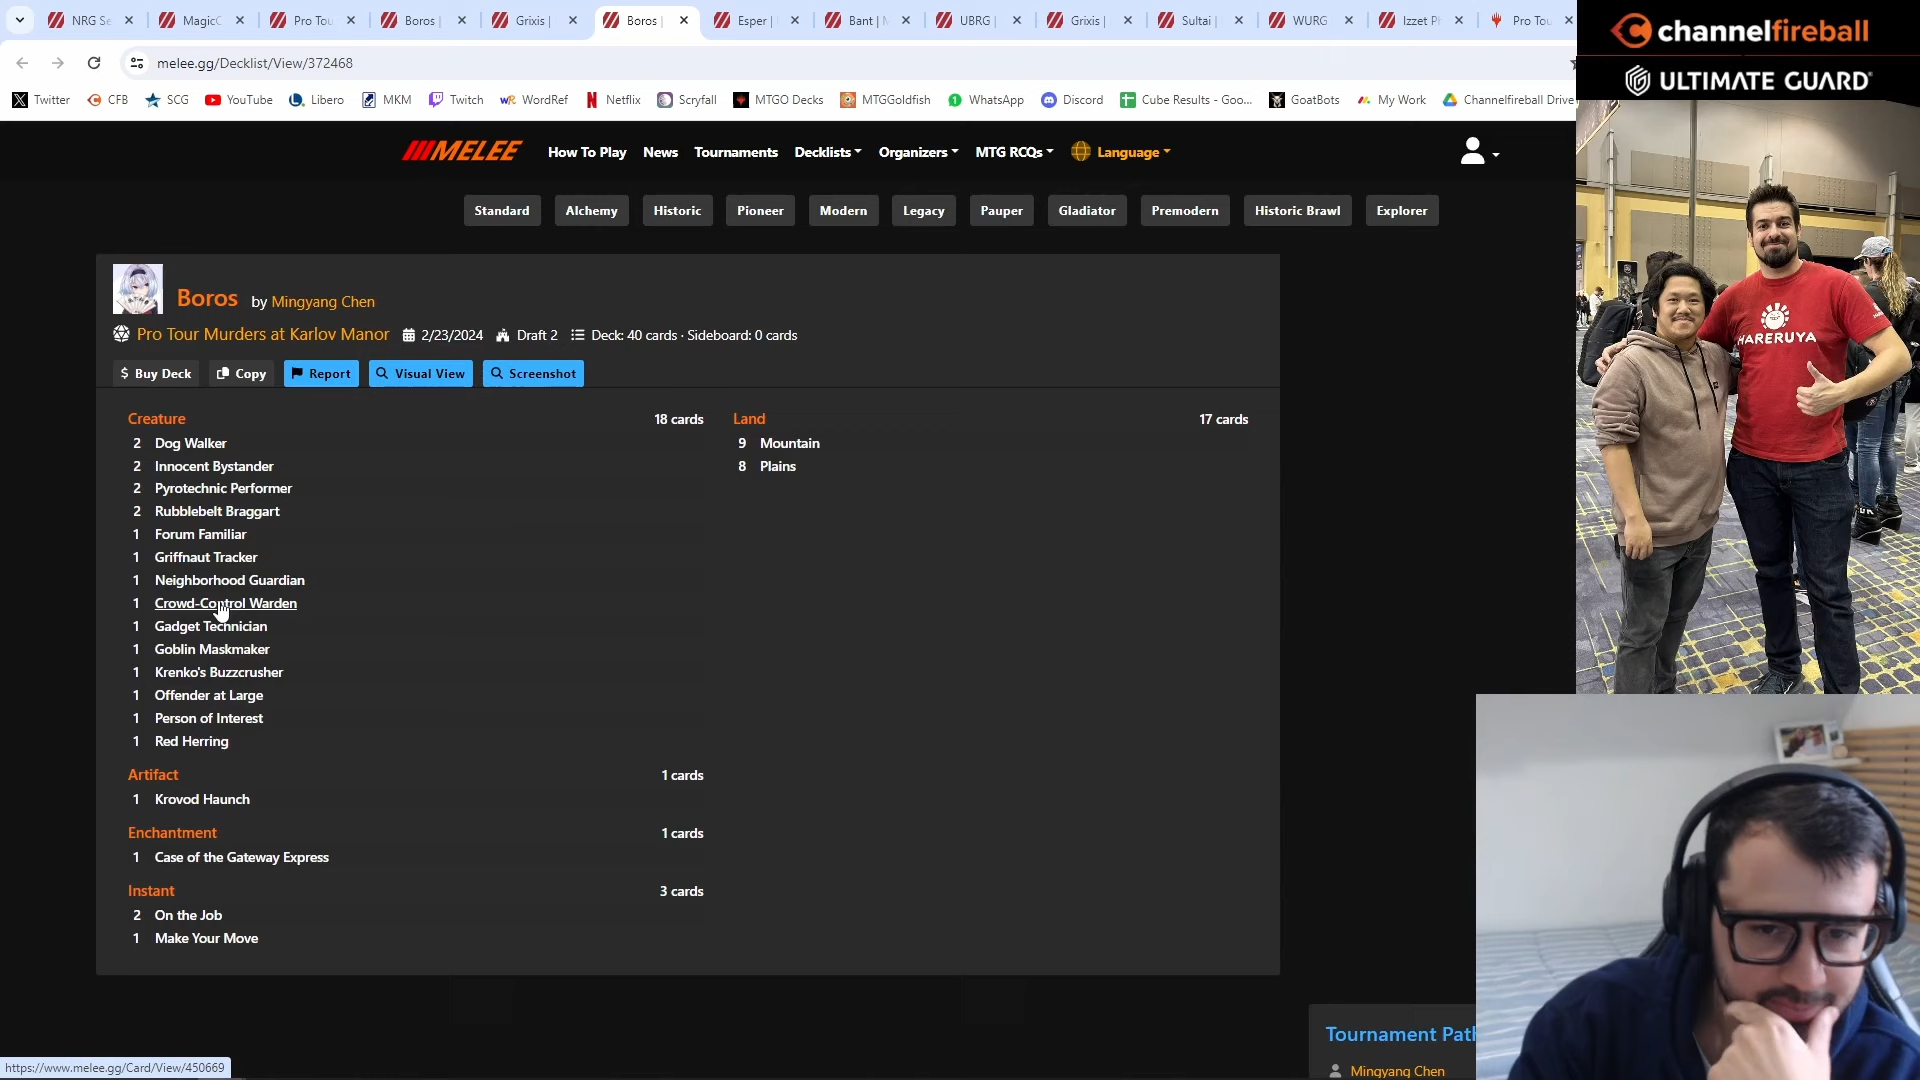 NRG Se
MagicC
Pro Tou
Boros |
Grixis |
Boros |
Esper |
Bant | M
UBRG |
Grixis |
Sultai |
WURG
Izzet Ph
Pro Tou
melee.gg/Decklist/View/372468
Twitter
CFB
SCG
YouTube
Libero
MKM
Twitch
WordRef
Netflix
Scryfall
MTGO Decks
MTGGoldfish
WhatsApp
Discord
Cube Results - Goo...
GoatBots
My Work
Channelfireball Drive
channelfireball
ULTIMATE GUARD
MELEE
How To Play
News
Tournaments
Decklists
Organizers
MTG RCQs
Language
Standard
Alchemy
Historic
Pioneer
Modern
Legacy
Pauper
Gladiator
Premodern
Historic Brawl
Explorer
Boros by Mingyang Chen
Pro Tour Murders at Karlov Manor 2/23/2024 Draft 2 Deck: 40 cards · Sideboard: 0 cards
$ Buy Deck
Copy
Report
Visual View
Screenshot
Creature 18 cards
2 Dog Walker
2 Innocent Bystander
2 Pyrotechnic Performer
2 Rubblebelt Braggart
1 Forum Familiar
1 Griffnaut Tracker
1 Neighborhood Guardian
1 Crowd-Control Warden
1 Gadget Technician
1 Goblin Maskmaker
1 Krenko's Buzzcrusher
1 Offender at Large
1 Person of Interest
1 Red Herring
Artifact 1 cards
1 Krovod Haunch
Enchantment 1 cards
1 Case of the Gateway Express
Instant 3 cards
2 On the Job
1 Make Your Move
Land 17 cards
9 Mountain
8 Plains
HARERUYA
Tournament Path
Mingyang Chen
https://www.melee.gg/Card/View/450669